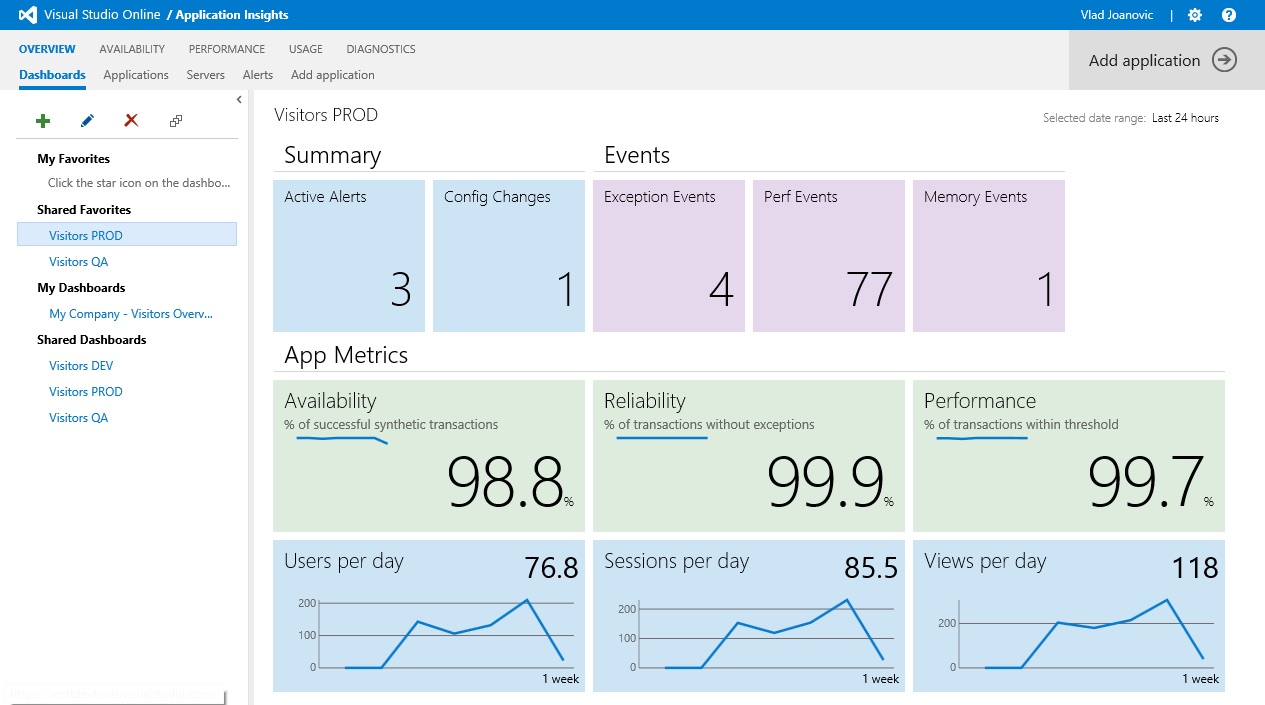 Visual Studio Online / Application Insights
Vlad Joanovic |
OVERVIEW AVAILABILITY PERFORMANCE USAGE DIAGNOSTICS
Dashboards Applications Servers Alerts Add application
Add application
My Favorites
Click the star icon on the dashbo...
Shared Favorites
Visitors PROD
Visitors QA
My Dashboards
My Company - Visitors Overv...
Shared Dashboards
Visitors DEV
Visitors PROD
Visitors QA
Visitors PROD
Selected date range: Last 24 hours
Summary
Events
Active Alerts
3
Config Changes
1
Exception Events
4
Perf Events
77
Memory Events
1
App Metrics
Availability
% of successful synthetic transactions
98.8%
Reliability
% of transactions without exceptions
99.9%
Performance
% of transactions within threshold
99.7%
Users per day 76.8
200
100
0
1 week
Sessions per day 85.5
200
100
0
1 week
Views per day 118
200
0
1 week